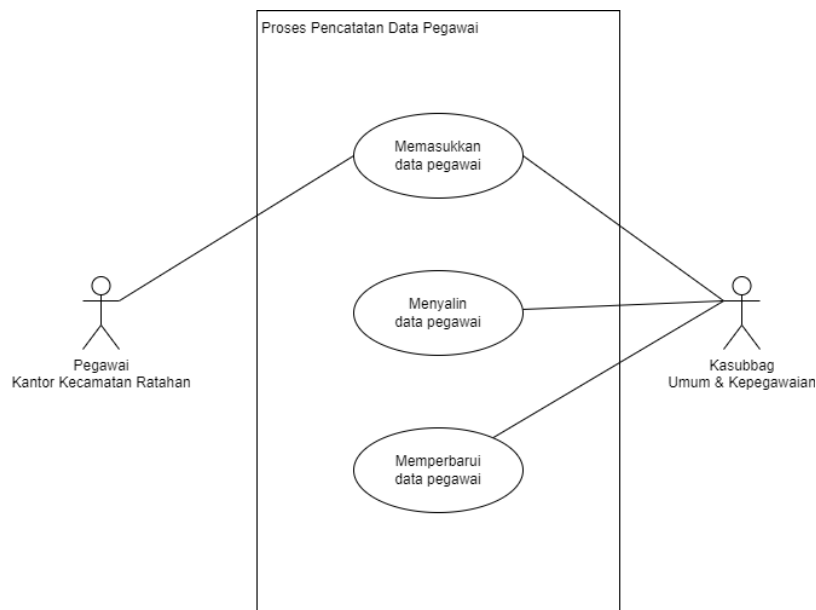 Proses Pencatatan Data Pegawai
Memasukkan
data pegawai
Menyalin
data pegawai
Pegawai
Kantor Kecamatan Ratahan
Kasubbag
Umum & Kepegawaian
Memperbarui
data pegawai